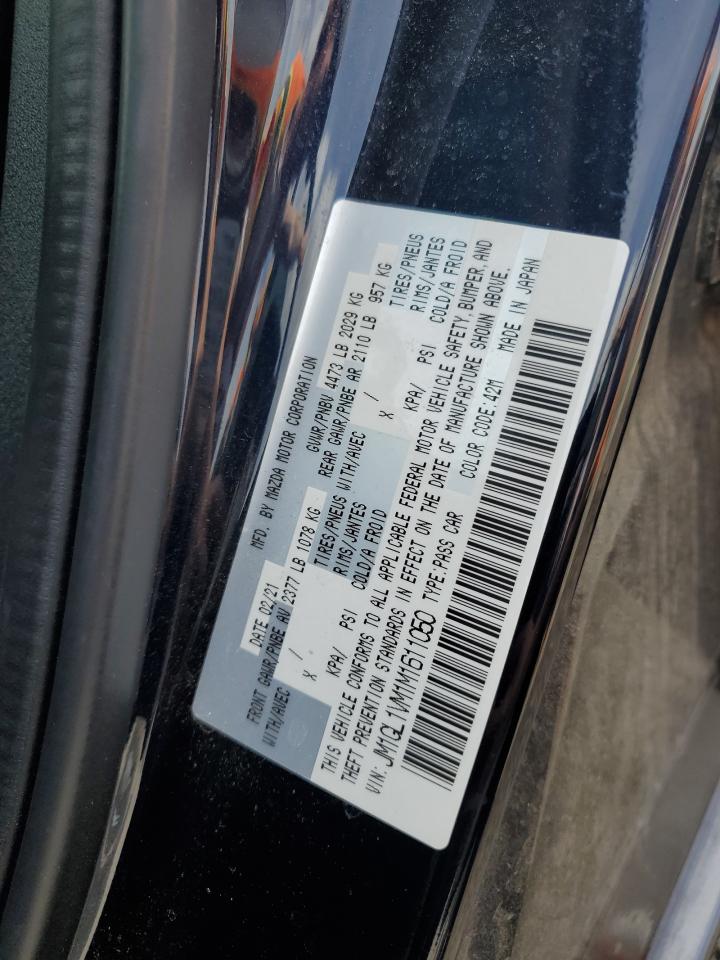 MFD. BY MAZDA MOTOR CORPORATION
DATE 02/21 GVWR/PNBV 4473 LB 2029 KG
FRONT GAWR/PNBE AV 2377 LB 1078 KG REAR GAWR/PNBE AR 2110 LB 957 KG
WITH/AVEC / TIRES/PNEUS WITH/AVEC / TIRES/PNEUS
x RIMS/JANTES x RIMS/JANTES
KPA/ PSI COLD/A FROID KPA/ PSI COLD/A FROID
THIS VEHICLE CONFORMS TO ALL APPLICABLE FEDERAL MOTOR VEHICLE SAFETY, BUMPER, AND
THEFT PREVENTION STANDARDS IN EFFECT ON THE DATE OF MANUFACTURE SHOWN ABOVE.
VIN: JM1GL1VM1M1611050 TYPE:PASS CAR COLOR CODE:42M MADE IN JAPAN